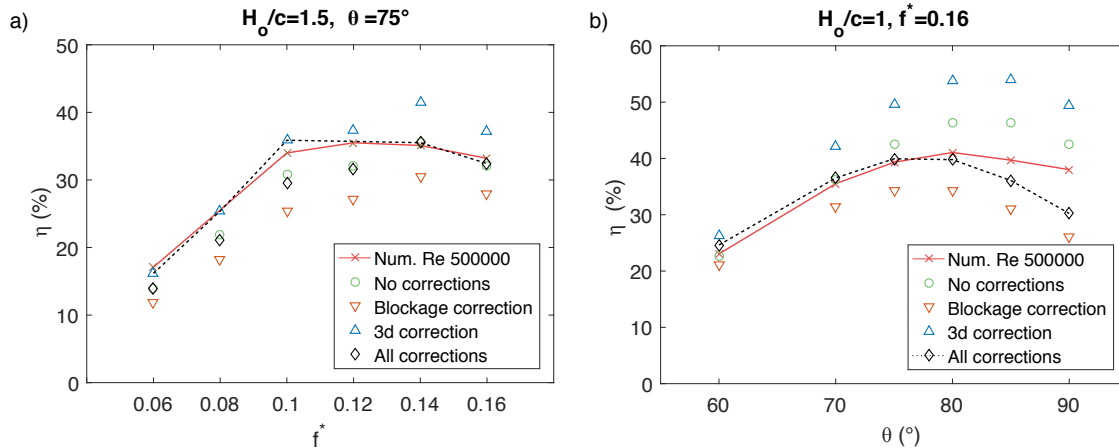 a)
H_o/c=1.5, θ =75°
η (%)
50
40
30
20
10
0
0.06 0.08 0.1 0.12 0.14 0.16
f*
Num. Re 500000
No corrections
Blockage correction
3d correction
All corrections
b)
H_o/c=1, f*=0.16
η (%)
60
50
40
30
20
10
0
60 70 80 90
θ (°)
Num. Re 500000
No corrections
Blockage correction
3d correction
All corrections